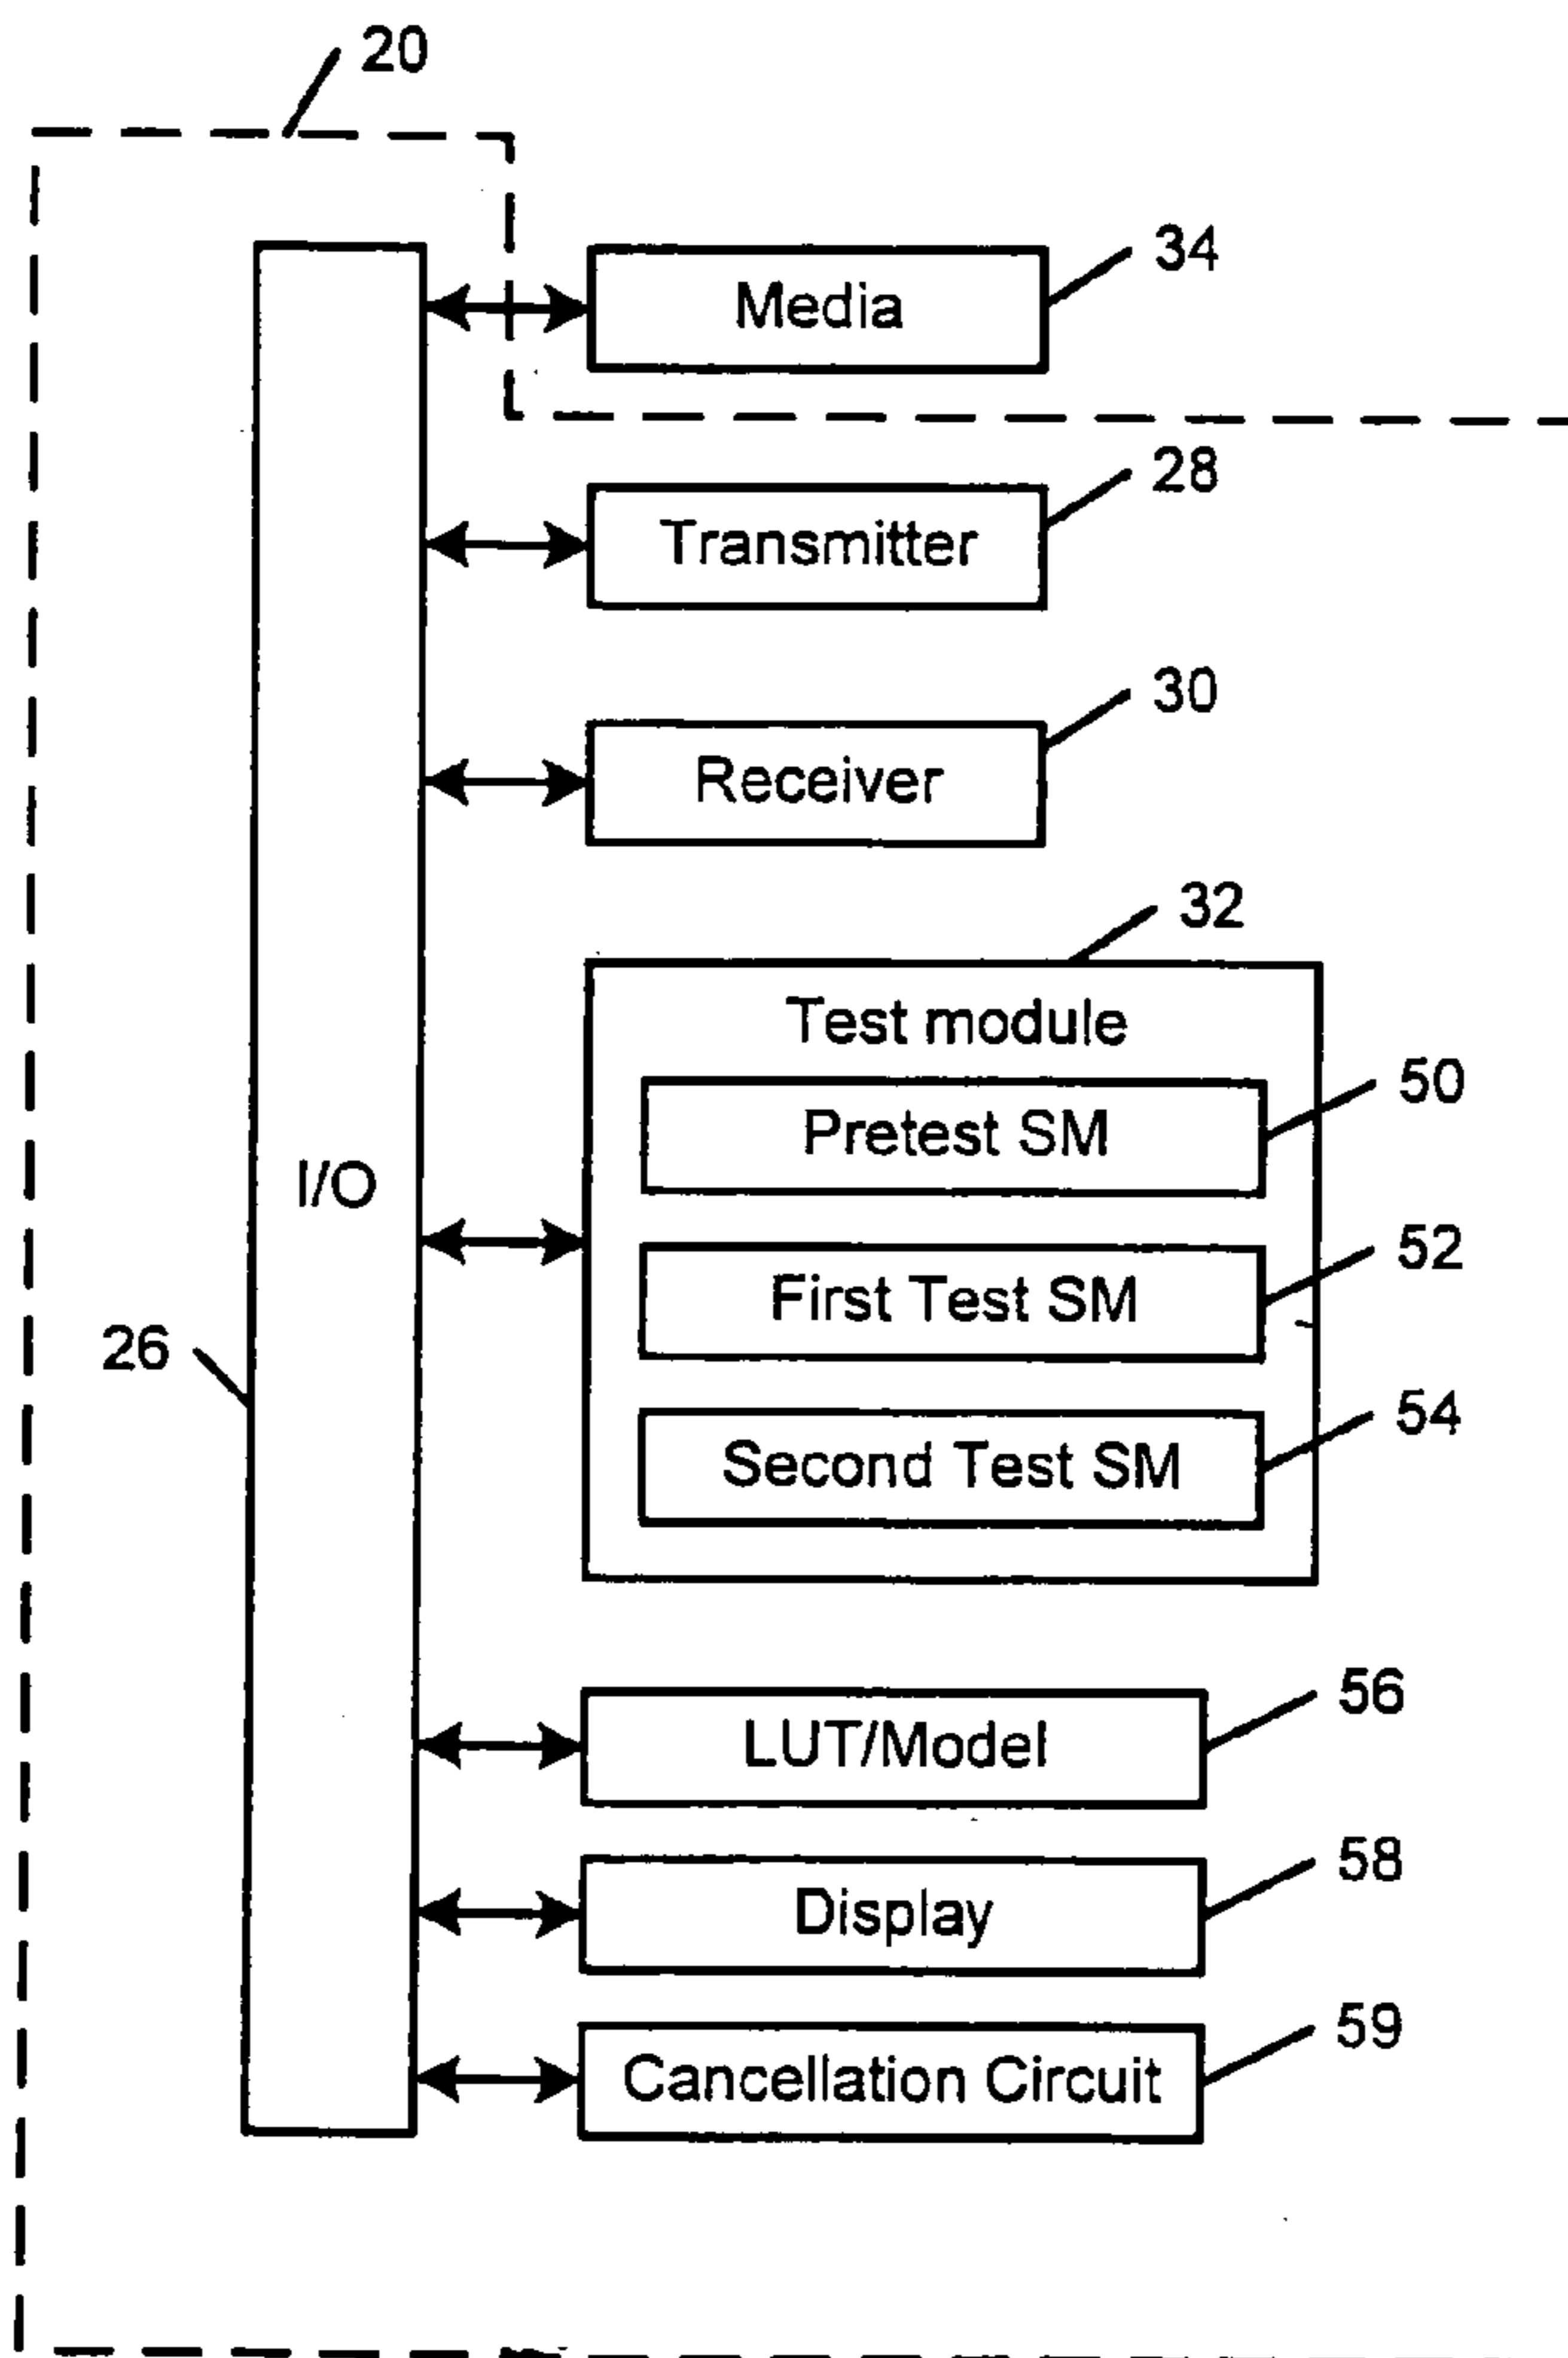 20
34
Media
28
Transmitter
30
Receiver
32
Test module
50
Pretest SM
I/O
52
First Test SM
26
54
Second Test SM
56
LUT/Model
58
Display
59
Cancellation Circuit